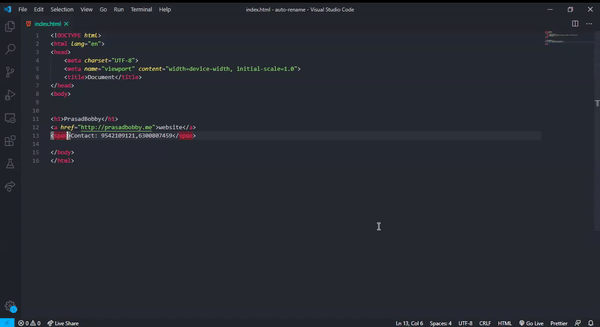 File Edit Selection View Go Run Terminal Help
index.html - auto-rename - Visual Studio Code
index.html
1 <!DOCTYPE html>
2 <html lang="en">
3 <head>
4 <meta charset="UTF-8">
5 <meta name="viewport" content="width=device-width, initial-scale=1.0">
6 <title>Document</title>
7 </head>
8 <body>
9
10
11 <h1>PrasadBobby</h1>
12 <a href="http://prasadbobby.me">website</a>
13 <span>Contact: 9542109121,6300887459</span>
14
15 </body>
16 </html>
0 0 Live Share
Ln 13, Col 6 Spaces: 4 UTF-8 CRLF HTML Go Live Prettier